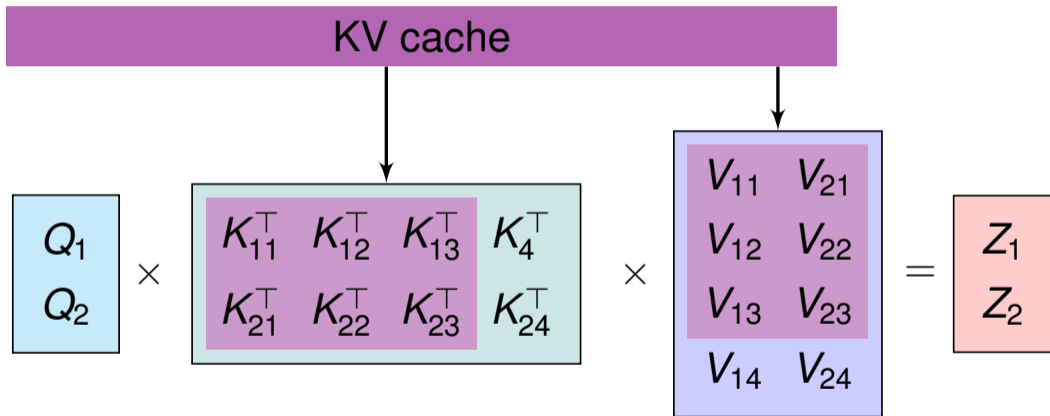 KV cache
Q₁
Q₂
×
K₁₁^⊤ K₁₂^⊤ K₁₃^⊤ K₄^⊤
K₂₁^⊤ K₂₂^⊤ K₂₃^⊤ K₂₄^⊤
×
V₁₁ V₂₁
V₁₂ V₂₂
V₁₃ V₂₃
V₁₄ V₂₄
=
Z₁
Z₂